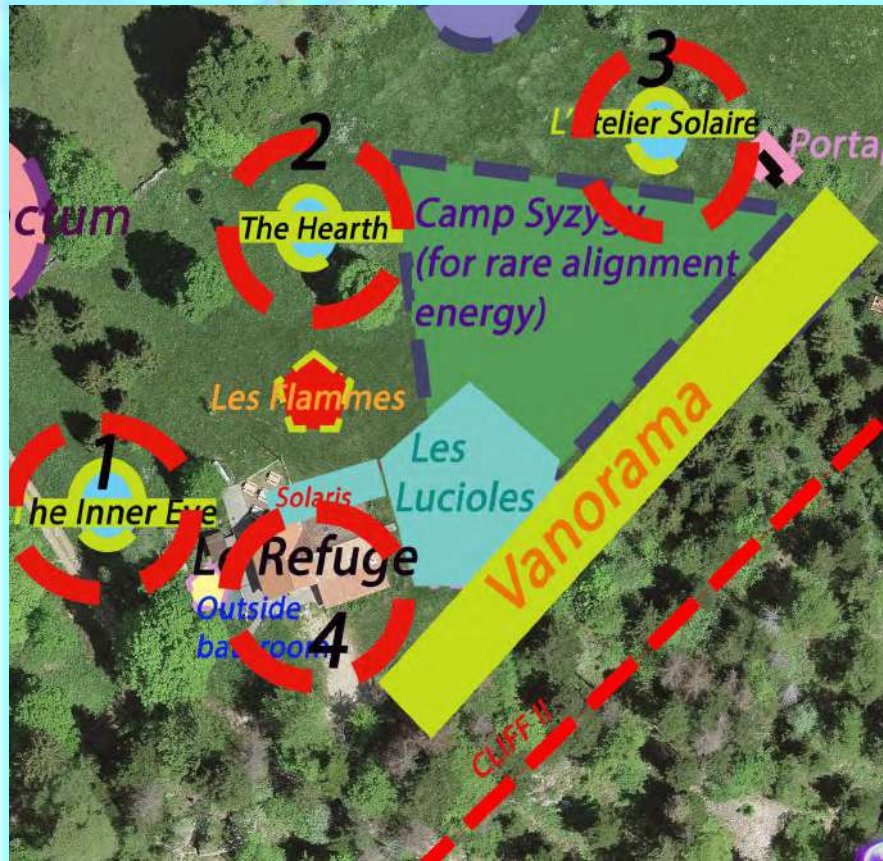 3
L'Atelier Solaire
Porta
2
ctum
The Hearth
Camp Syzygy
(for rare alignment
energy)
Les Flammes
Vanorama
1
Les
Lucioles
The Inner Eye
Solaris
Le Refuge
Outside
bathroom
4
CLIFF !!